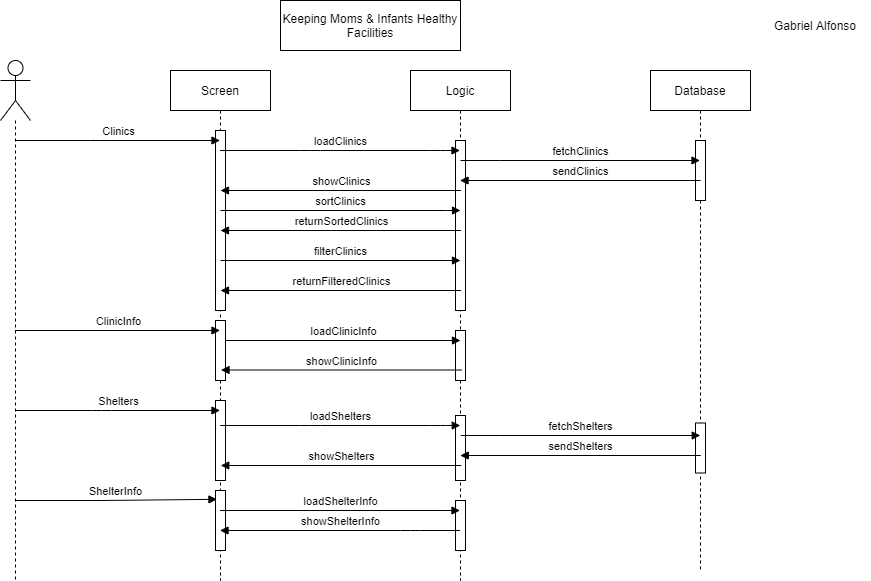 Keeping Moms & Infants Healthy
Facilities
Gabriel Alfonso
Screen
Logic
Database
Clinics
loadClinics
fetchClinics
sendClinics
showClinics
sortClinics
returnSortedClinics
filterClinics
returnFilteredClinics
ClinicInfo
loadClinicInfo
showClinicInfo
Shelters
loadShelters
fetchShelters
sendShelters
showShelters
ShelterInfo
loadShelterInfo
showShelterInfo